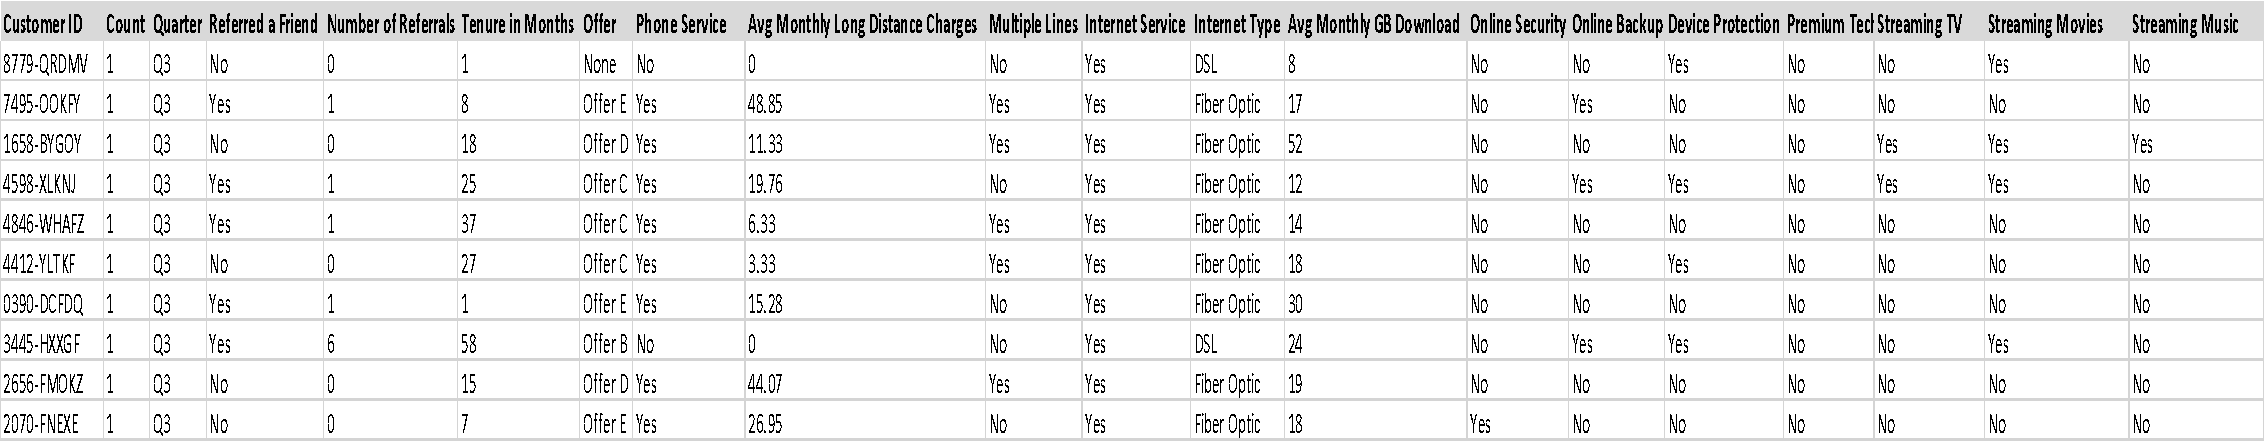 Customer ID Count Quarter Referred a Friend Number of Referrals Tenure in Months Offer Phone Service Avg Monthly Long Distance Charges Multiple Lines Internet Service Internet Type Avg Monthly GB Download Online Security Online Backup Device Protection Premium Tech Streaming TV Streaming Movies Streaming Music
8779-QRDMV 1 Q3 No 0 1 None No 0 No Yes DSL 8 No No Yes No No Yes No
7495-OOKFY 1 Q3 Yes 1 8 Offer E Yes 48.85 Yes Yes Fiber Optic 17 No Yes No No No No No
1658-BYGOY 1 Q3 No 0 18 Offer D Yes 11.33 Yes Yes Fiber Optic 52 No No No No Yes Yes Yes
4598-XLKNJ 1 Q3 Yes 1 25 Offer C Yes 19.76 No Yes Fiber Optic 12 No Yes Yes No Yes Yes No
4846-WHAFZ 1 Q3 Yes 1 37 Offer C Yes 6.33 Yes Yes Fiber Optic 14 No No No No No No No
4412-YLTKF 1 Q3 No 0 27 Offer C Yes 3.33 Yes Yes Fiber Optic 18 No No Yes No No No No
0390-DCFDQ 1 Q3 Yes 1 1 Offer E Yes 15.28 No Yes Fiber Optic 30 No No No No No No No
3445-HXXGF 1 Q3 Yes 6 58 Offer B No 0 No Yes DSL 24 No Yes Yes No No Yes No
2656-FMOKZ 1 Q3 No 0 15 Offer D Yes 44.07 Yes Yes Fiber Optic 19 No No No No No No No
2070-FNEXE 1 Q3 No 0 7 Offer E Yes 26.95 No Yes Fiber Optic 18 Yes No No No No No No